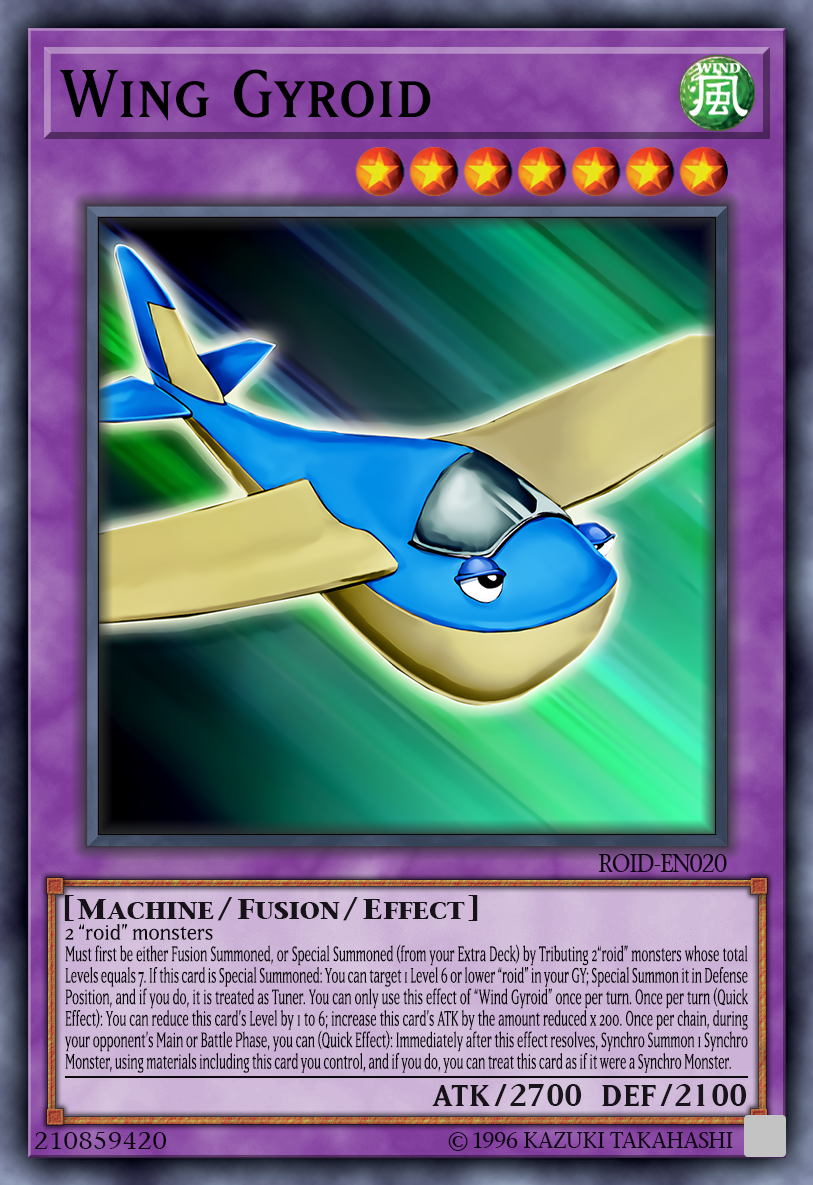 Wing Gyroid
WIND
風
ROID-EN020
[Machine/Fusion/Effect]
2 “roid” monsters
Must first be either Fusion Summoned, or Special Summoned (from your Extra Deck) by Tributing 2“roid” monsters whose total
Levels equals 7. If this card is Special Summoned: You can target 1 Level 6 or lower “roid” in your GY; Special Summon it in Defense
Position, and if you do, it is treated as Tuner. You can only use this effect of “Wind Gyroid” once per turn. Once per turn (Quick
Effect): You can reduce this card's Level by 1 to 6; increase this card's ATK by the amount reduced x 200. Once per chain, during
your opponent's Main or Battle Phase, you can (Quick Effect): Immediately after this effect resolves, Synchro Summon 1 Synchro
Monster, using materials including this card you control, and if you do, you can treat this card as if it were a Synchro Monster.
ATK/2700 DEF/2100
210859420 © 1996 KAZUKI TAKAHASHI